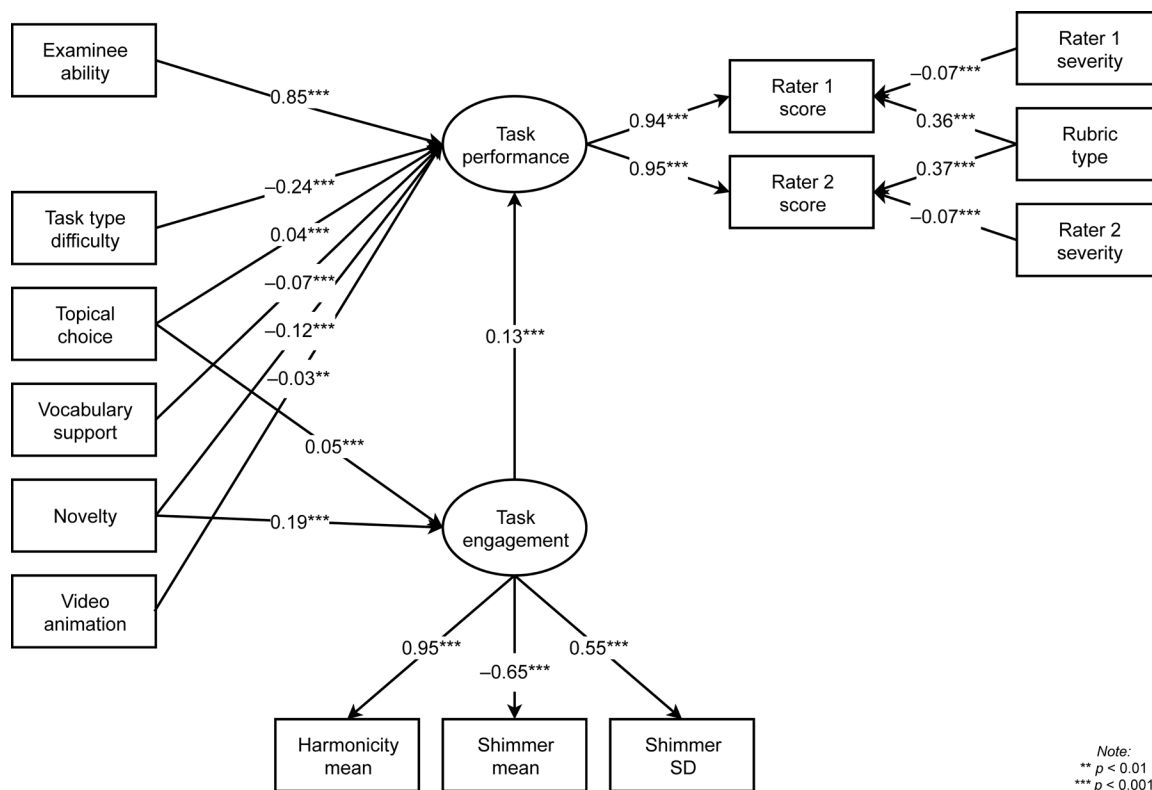 Examinee
ability
Task type
difficulty
Topical
choice
Vocabulary
support
Novelty
Video
animation
0.85***
–0.24***
0.04***
–0.07***
–0.12***
–0.03**
0.05***
0.19***
Task
performance
0.13***
Task
engagement
0.95***
–0.65***
0.55***
Harmonicity
mean
Shimmer
mean
Shimmer
SD
0.94***
0.95***
Rater 1
score
Rater 2
score
–0.07***
0.36***
0.37***
–0.07***
Rater 1
severity
Rubric
type
Rater 2
severity
Note:
** p < 0.01
*** p < 0.001